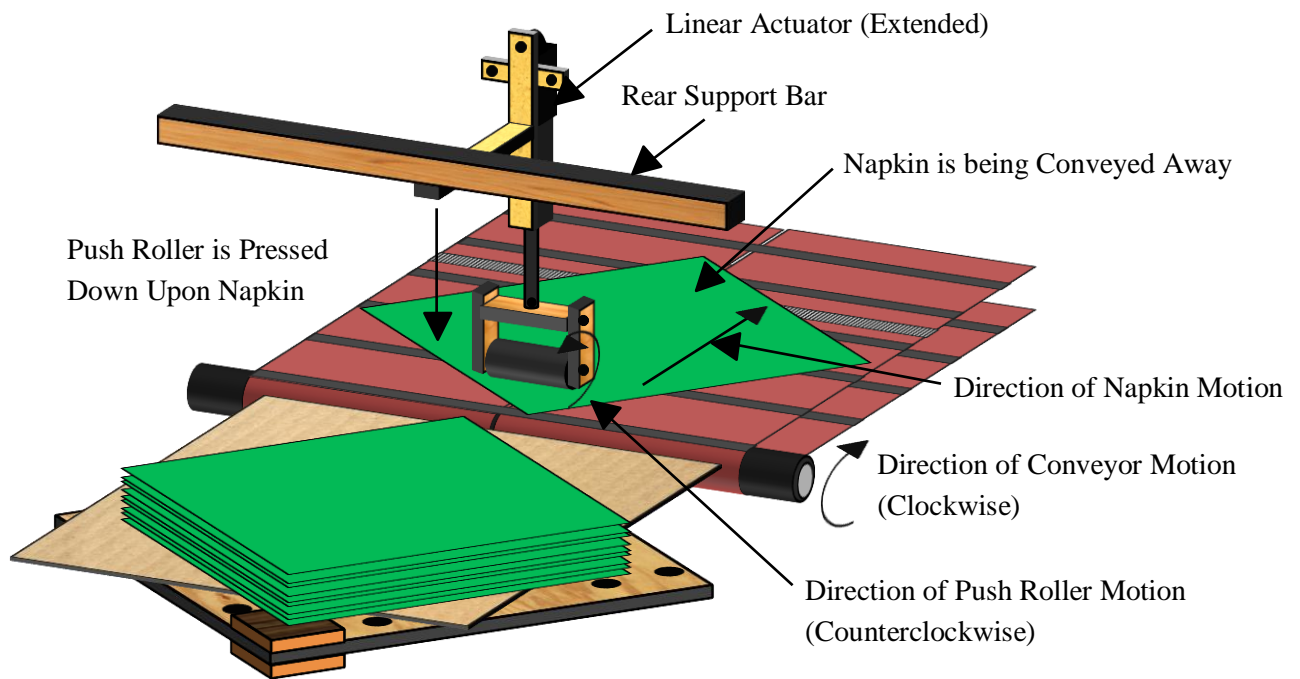 Linear Actuator (Extended)
Rear Support Bar
Napkin is being Conveyed Away
Push Roller is Pressed
Down Upon Napkin
Direction of Napkin Motion
Direction of Conveyor Motion
(Clockwise)
Direction of Push Roller Motion
(Counterclockwise)